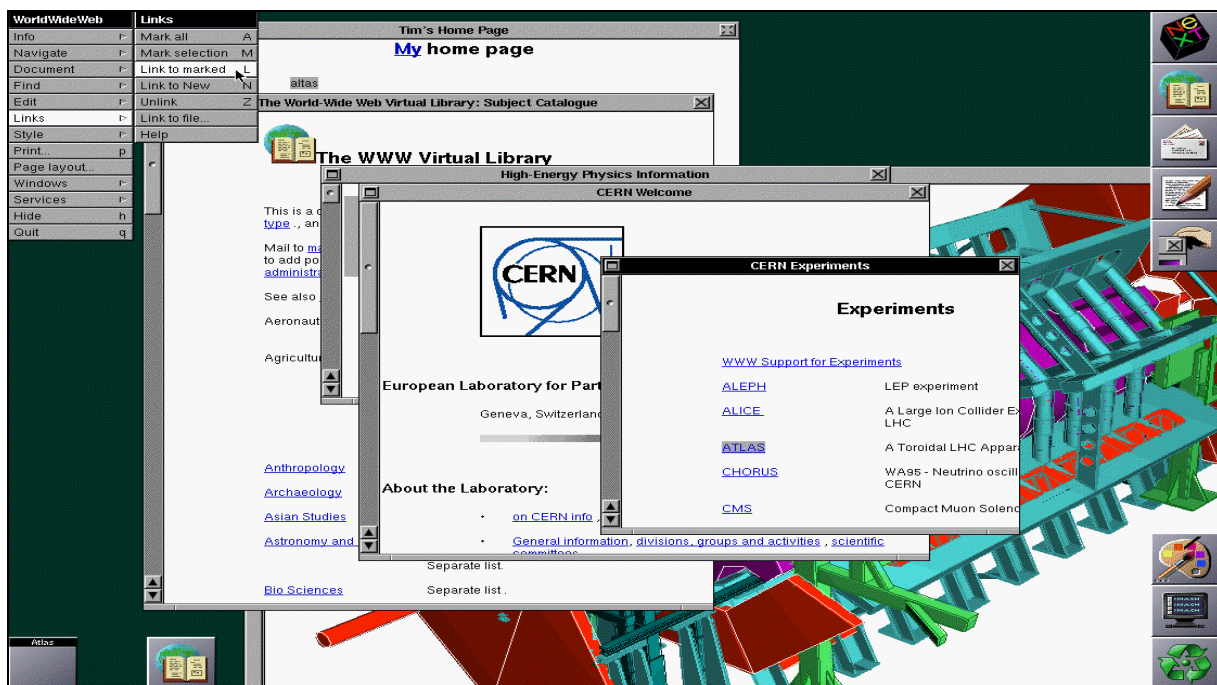 WorldWideWeb
Info
Navigate
Document
Find
Edit
Links
Style
Print... p
Page layout...
Windows
Services
Hide h
Quit q
Links
Mark all A
Mark selection M
Link to marked L
Link to New N
Unlink Z
Link to file...
Help
Tim's Home Page
My home page
altas
The World-Wide Web Virtual Library: Subject Catalogue
The WWW Virtual Library
This is a
type ., an
Mail to
to add po
administra
See also
Aeronaut
Agricultu
Anthropology
Archaeology
Asian Studies
Astronomy and
Separate list.
Bio Sciences Separate list .
High-Energy Physics Information
CERN Welcome
CERN
European Laboratory for Part
Geneva, Switzerland
About the Laboratory:
· on CERN info ,
· General information, divisions, groups and activities , scientific
committees
CERN Experiments
Experiments
WWW Support for Experiments
ALEPH LEP experiment
ALICE A Large Ion Collider Ex
LHC
ATLAS A Toroidal LHC Appara
CHORUS WA95 - Neutrino oscill
CERN
CMS Compact Muon Soleno
NeXT
Atlas